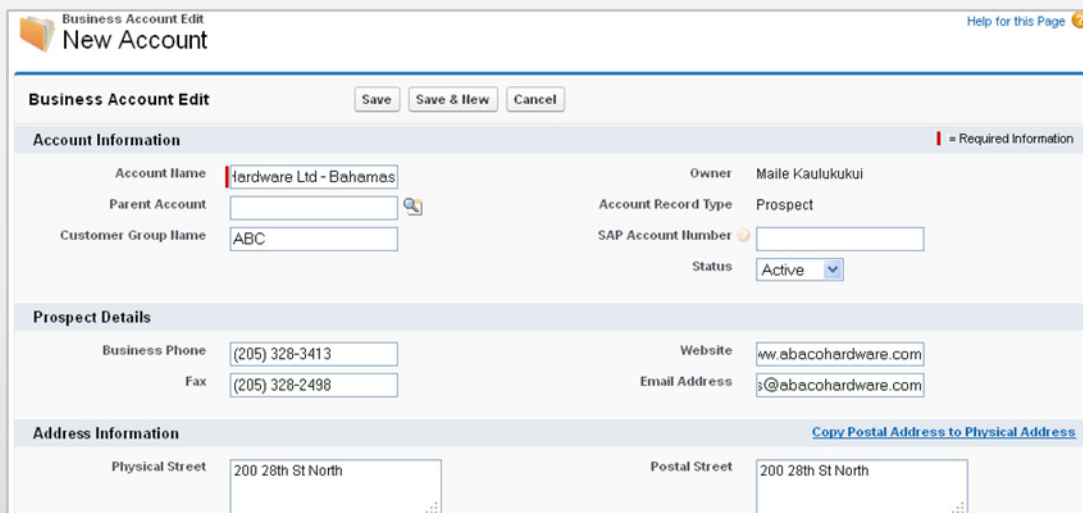 Business Account Edit
New Account
Help for this Page
Business Account Edit
Save
Save & New
Cancel
Account Information
= Required Information
Account Name
Hardware Ltd - Bahamas
Owner
Maile Kaulukukui
Parent Account
Account Record Type
Prospect
Customer Group Name
ABC
SAP Account Number
Status
Active
Prospect Details
Business Phone
(205) 328-3413
Website
ww.abacohardware.com
Fax
(205) 328-2498
Email Address
s@abacohardware.com
Address Information
Copy Postal Address to Physical Address
Physical Street
200 28th St North
Postal Street
200 28th St North